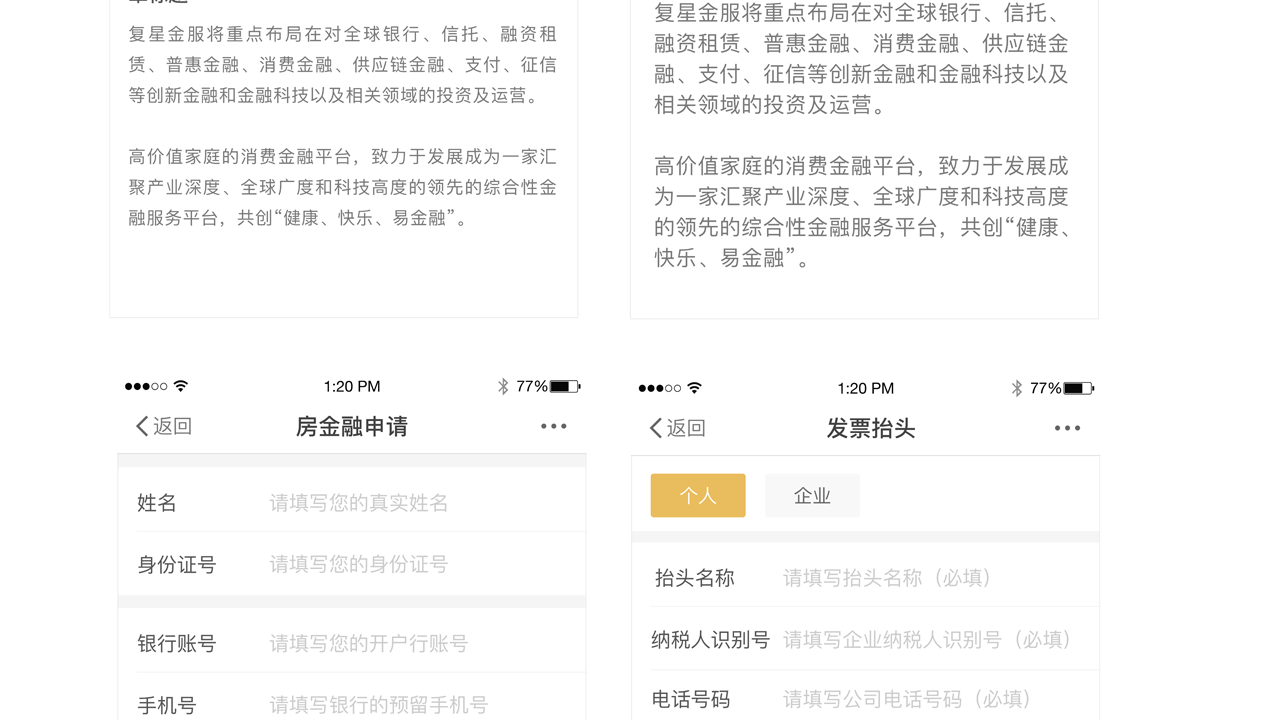 复星金服将重点布局在对全球银行、信托、融资租
赁、普惠金融、消费金融、供应链金融、支付、征信
等创新金融和金融科技以及相关领域的投资及运营。
高价值家庭的消费金融平台，致力于发展成为一家汇
聚产业深度、全球广度和科技高度的领先的综合性金
融服务平台，共创“健康、快乐、易金融”。
复星金服将重点布局在对全球银行、信托、
融资租赁、普惠金融、消费金融、供应链金
融、支付、征信等创新金融和金融科技以及
相关领域的投资及运营。
高价值家庭的消费金融平台，致力于发展成
为一家汇聚产业深度、全球广度和科技高度
的领先的综合性金融服务平台，共创“健康、
快乐、易金融”。
1:20 PM 77%
返回 房金融申请
姓名 请填写您的真实姓名
身份证号 请填写您的身份证号
银行账号 请填写您的开户行账号
手机号 请填写银行的预留手机号
1:20 PM 77%
返回 发票抬头
个人 企业
抬头名称 请填写抬头名称（必填）
纳税人识别号 请填写企业纳税人识别号（必填）
电话号码 请填写公司电话号码（必填）